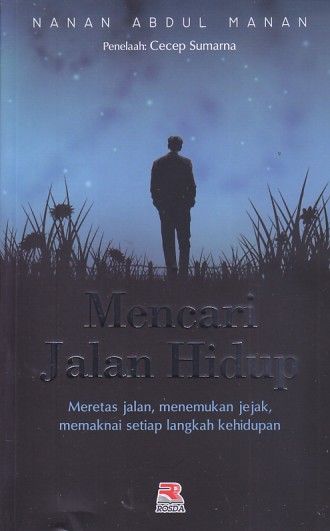 NANAN ABDUL MANAN
Penelaah: Cecep Sumarna
Mencari
Jalan Hidup
Meretas jalan, menemukan jejak,
memaknai setiap langkah kehidupan
R
ROSDA